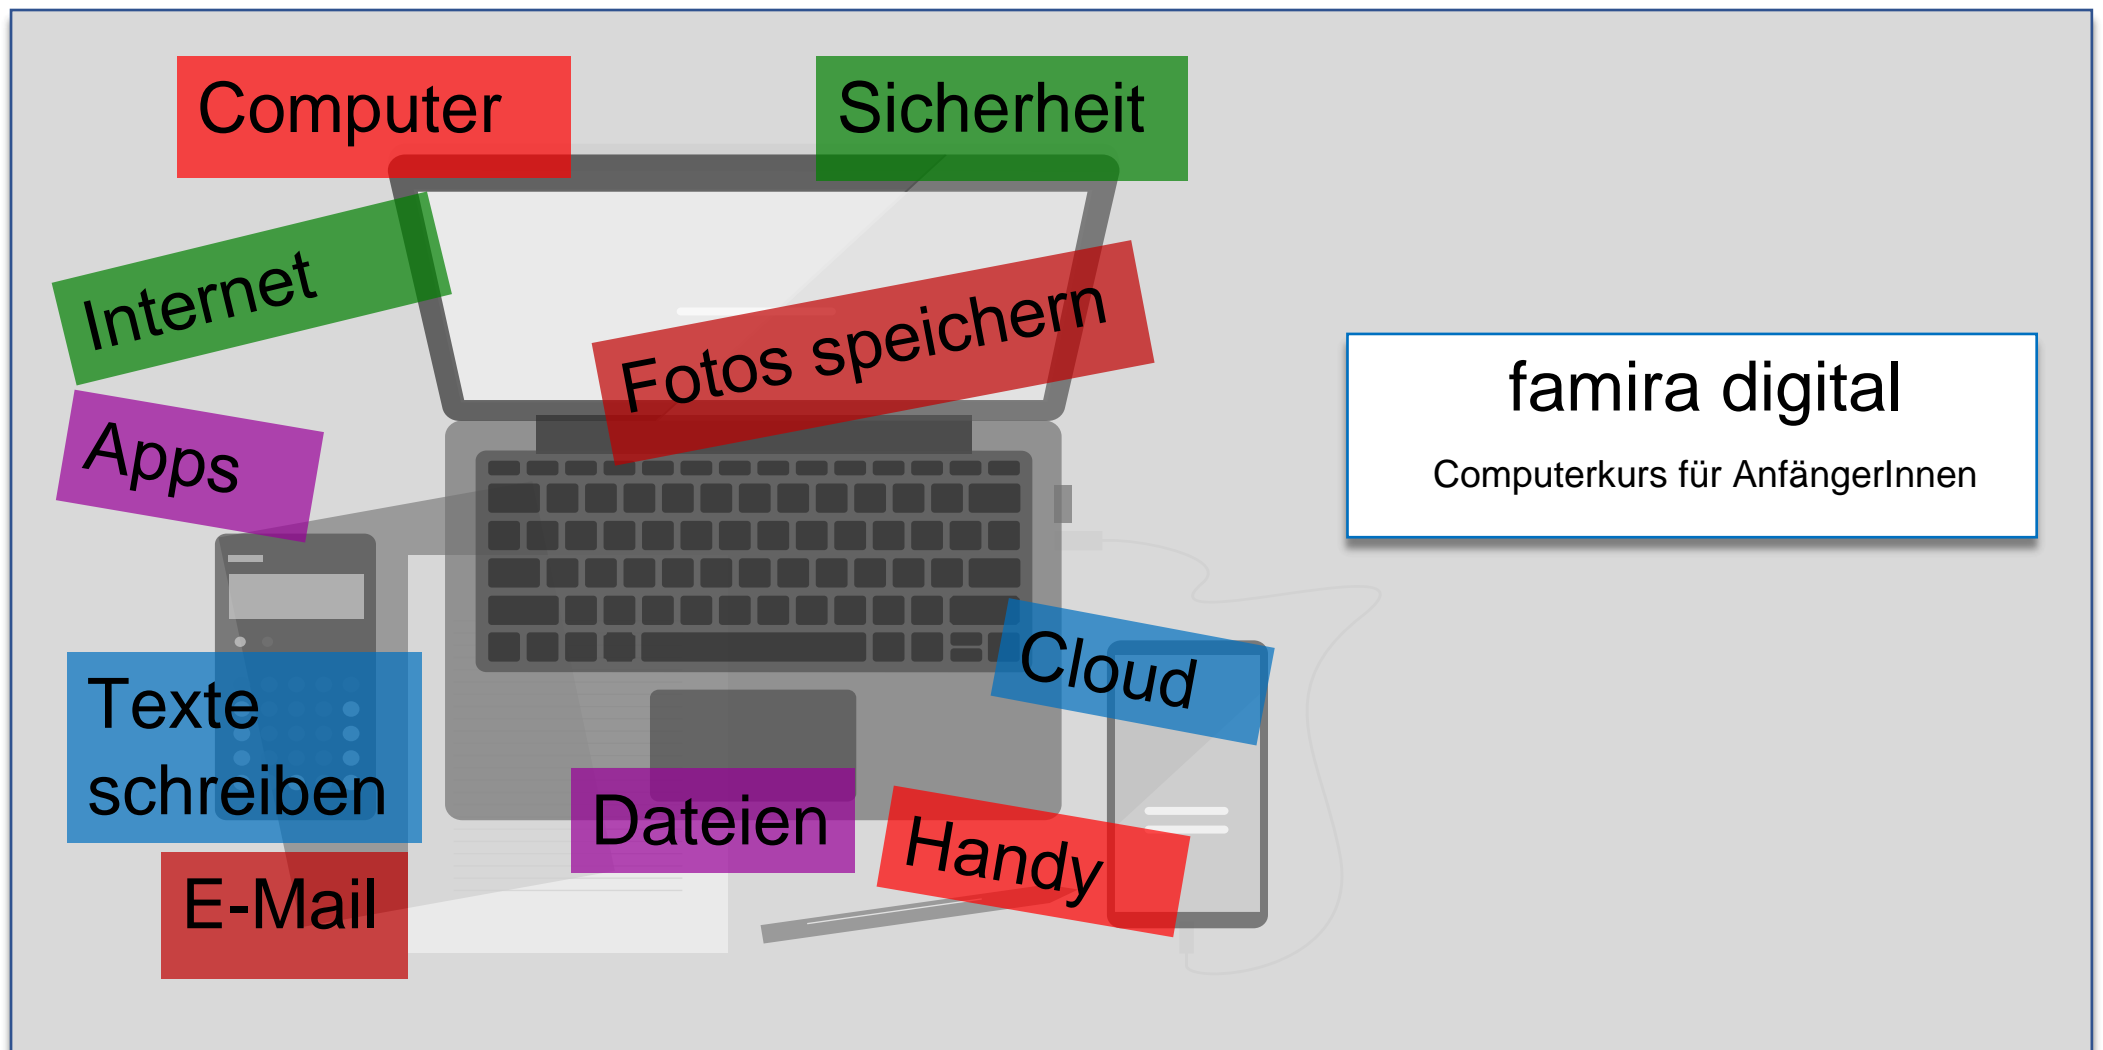 Computer
Sicherheit
Internet
Fotos speichern
Apps
famira digital
Computerkurs für AnfängerInnen
Cloud
Texte
schreiben
Dateien
Handy
E-Mail